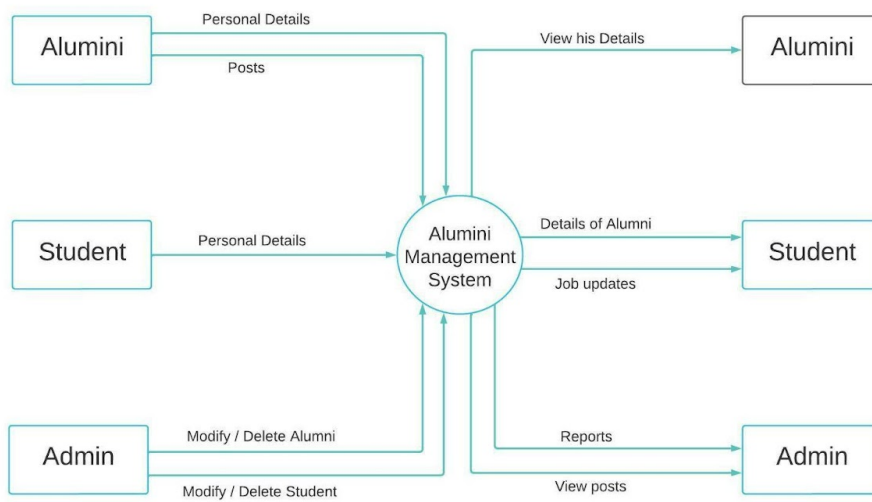 Personal Details
Alumini
Posts
View his Details
Alumini
Student
Personal Details
Alumini
Management
System
Details of Alumni
Job updates
Student
Admin
Modify / Delete Alumni
Modify / Delete Student
Reports
View posts
Admin